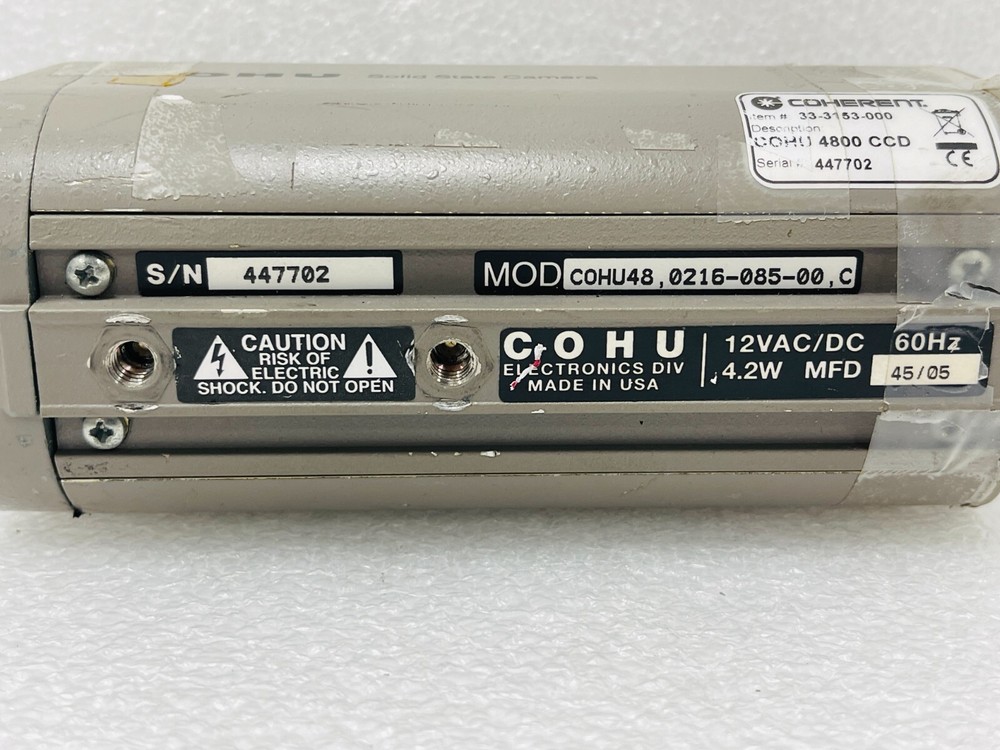 OHU Solid State Camera
COHERENT.
Item # 33-3153-000
Description
COHU 4800 CCD
Serial # 447702
CE
S/N 447702
MOD COHU48,0216-085-00,C
CAUTION
RISK OF
ELECTRIC
SHOCK. DO NOT OPEN
COHU
ELECTRONICS DIV
MADE IN USA
12VAC/DC 60Hz
4.2W MFD 45/05